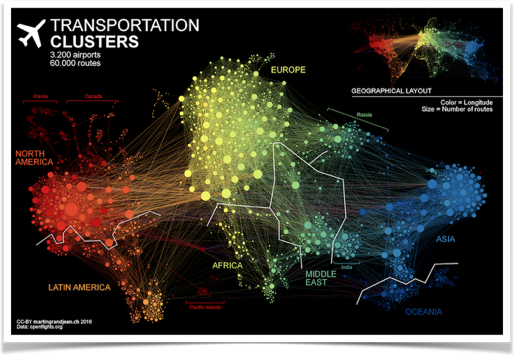 TRANSPORTATION
CLUSTERS
3.200 airports
60.000 routes
EUROPE
GEOGRAPHICAL LAYOUT
Color = Longitude
Size = Number of routes
Alaska
Canada
Russia
NORTH
AMERICA
ASIA
AFRICA
MIDDLE
EAST
India
LATIN AMERICA
Pacific Islands
OCEANIA
CC-BY martingrandjean.ch 2016
Data: openflights.org